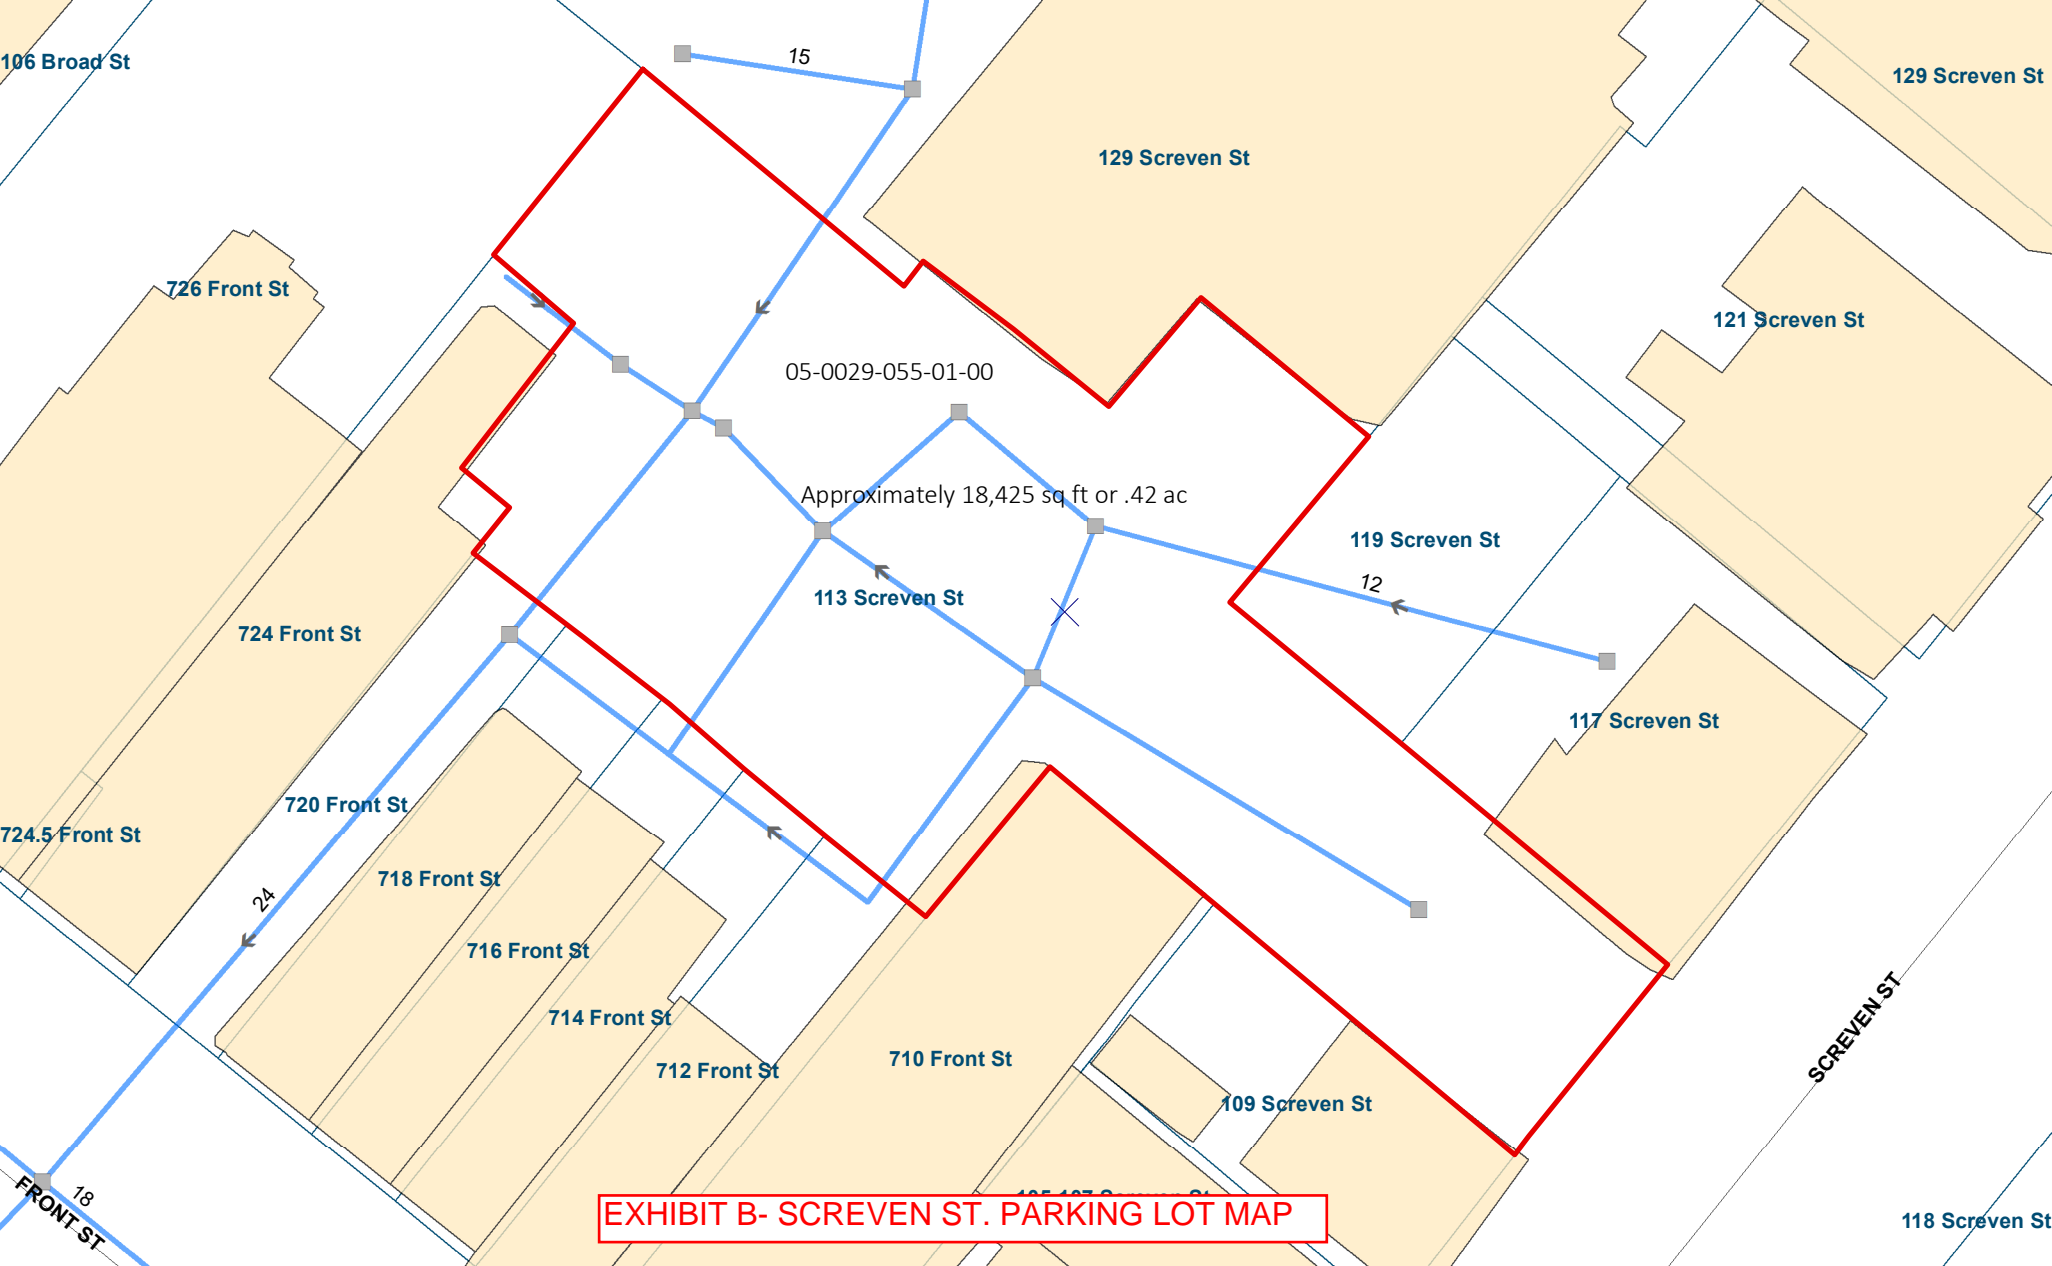 15
106 Broad St
129 Screven St
129 Screven St
726 Front St
121 Screven St
05-0029-055-01-00
Approximately 18,425 sq ft or .42 ac
119 Screven St
12
113 Screven St
724 Front St
117 Screven St
720 Front St
724.5 Front St
718 Front St
24
716 Front St
714 Front St
SCREVEN ST
712 Front St
710 Front St
109 Screven St
18
FRONT ST
EXHIBIT B- SCREVEN ST. PARKING LOT MAP
118 Screven St